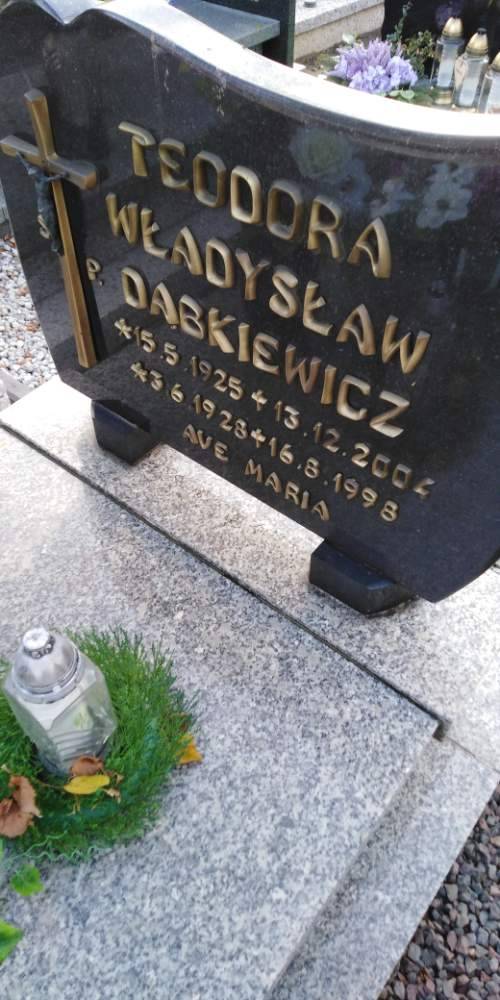 TEODORA
WŁADYSŁAW
Ś. P. DĄBKIEWICZ
*15.5.1925 + 13.12.2004
*3.6.1928 + 16.8.1998
AVE MARIA